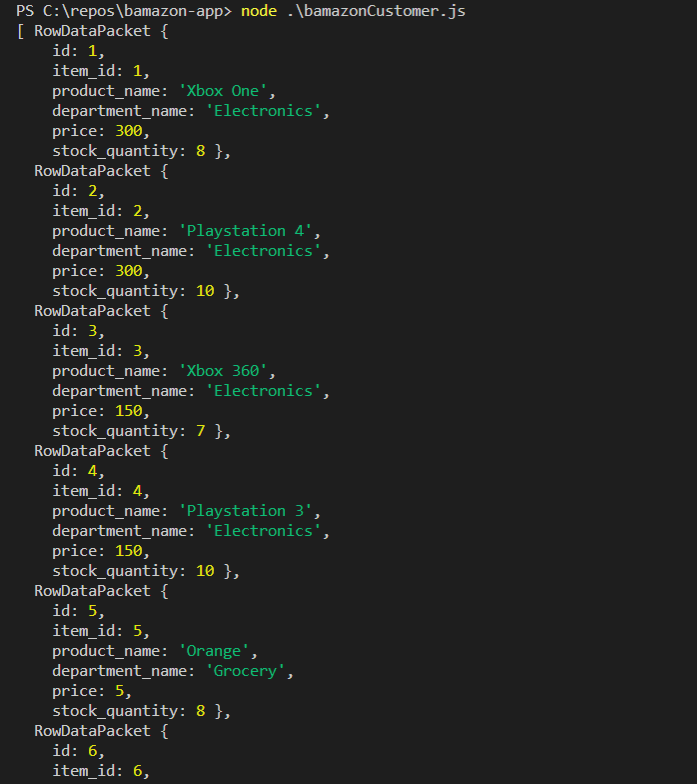 PS C:\repos\bamazon-app> node .\bamazonCustomer.js
[ RowDataPacket {
    id: 1,
    item_id: 1,
    product_name: 'Xbox One',
    department_name: 'Electronics',
    price: 300,
    stock_quantity: 8 },
  RowDataPacket {
    id: 2,
    item_id: 2,
    product_name: 'Playstation 4',
    department_name: 'Electronics',
    price: 300,
    stock_quantity: 10 },
  RowDataPacket {
    id: 3,
    item_id: 3,
    product_name: 'Xbox 360',
    department_name: 'Electronics',
    price: 150,
    stock_quantity: 7 },
  RowDataPacket {
    id: 4,
    item_id: 4,
    product_name: 'Playstation 3',
    department_name: 'Electronics',
    price: 150,
    stock_quantity: 10 },
  RowDataPacket {
    id: 5,
    item_id: 5,
    product_name: 'Orange',
    department_name: 'Grocery',
    price: 5,
    stock_quantity: 8 },
  RowDataPacket {
    id: 6,
    item_id: 6,